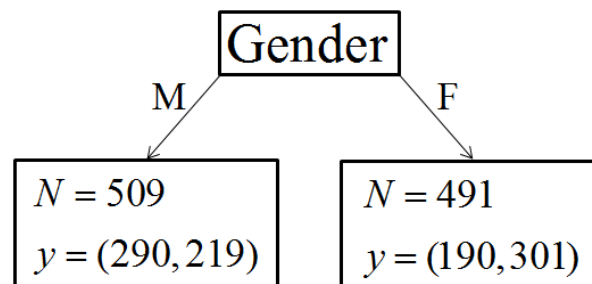 Gender
M
F
N = 509
y = (290, 219)
N = 491
y = (190, 301)